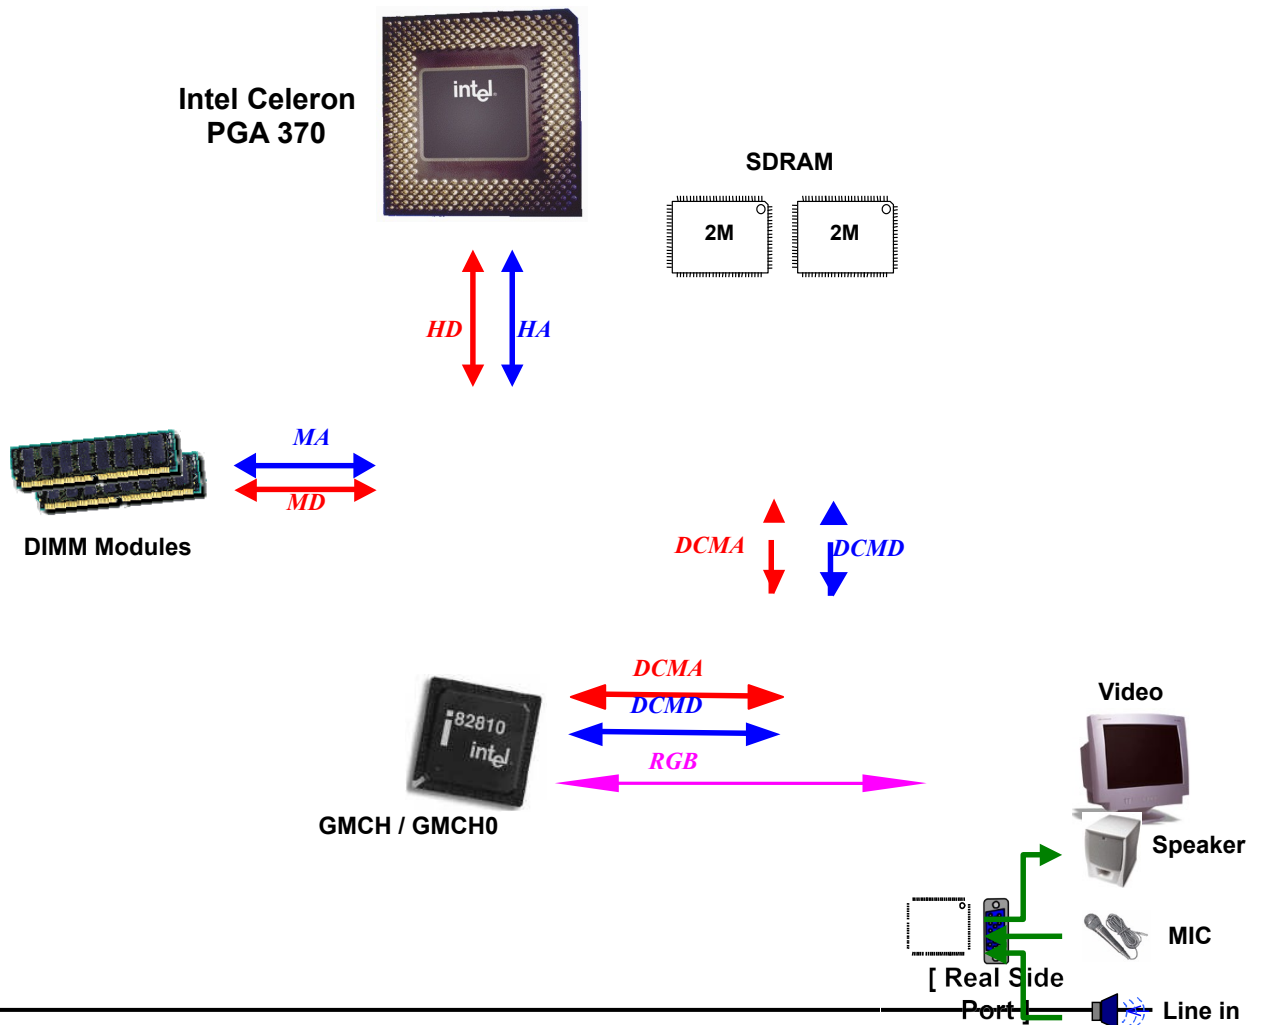 intel
Intel Celeron
PGA 370
SDRAM
2M
2M
HD
HA
MA
MD
DIMM Modules
DCMA
DCMD
DCMA
DCMD
RGB
i 82810
intel
GMCH / GMCH0
Video
Speaker
MIC
[ Real Side
Port ]
Line in